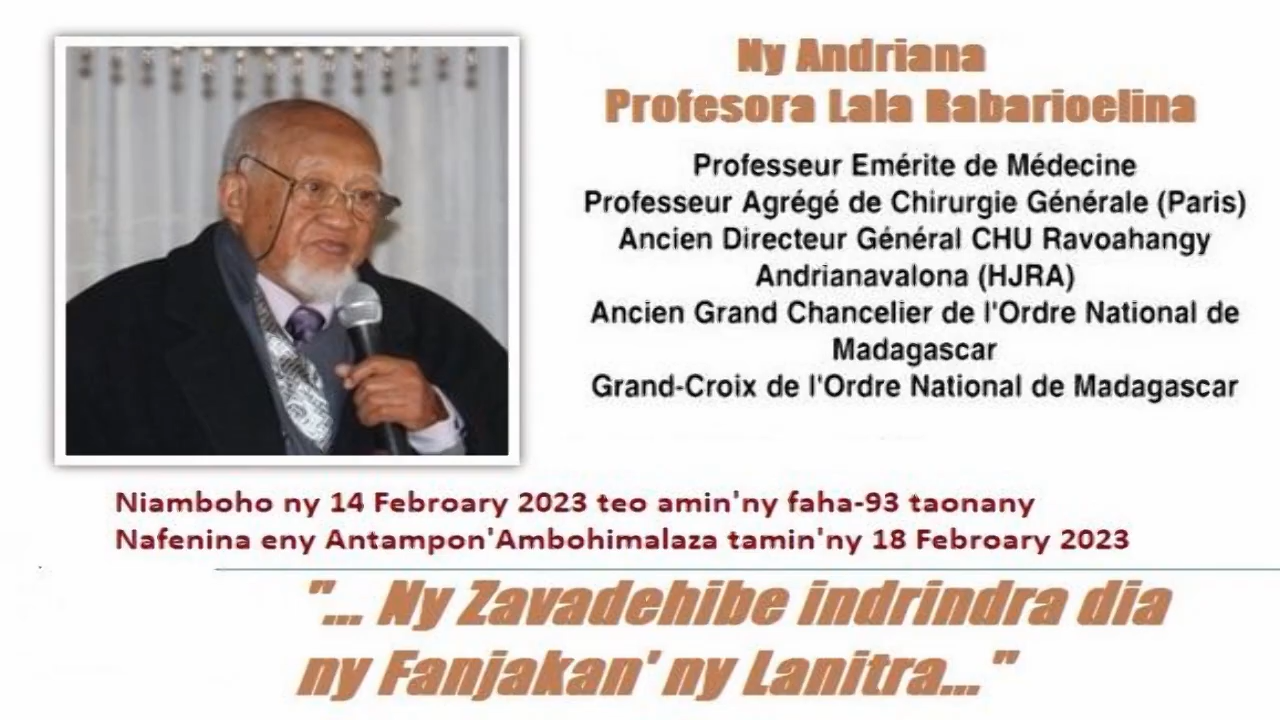 Ny Andriana
Profesora Lala Rabarioelina
Professeur Emérite de Médecine
Professeur Agrégé de Chirurgie Générale (Paris)
Ancien Directeur Général CHU Ravoahangy
Andrianavalona (HJRA)
Ancien Grand Chancelier de l'Ordre National de
Madagascar
Grand-Croix de l'Ordre National de Madagascar
Niamboho ny 14 Febroary 2023 teo amin'ny faha-93 taonany
Nafenina eny Antampon'Ambohimalaza tamin'ny 18 Febroary 2023
"... Ny Zavadehibe indrindra dia
ny Fanjakan' ny Lanitra..."